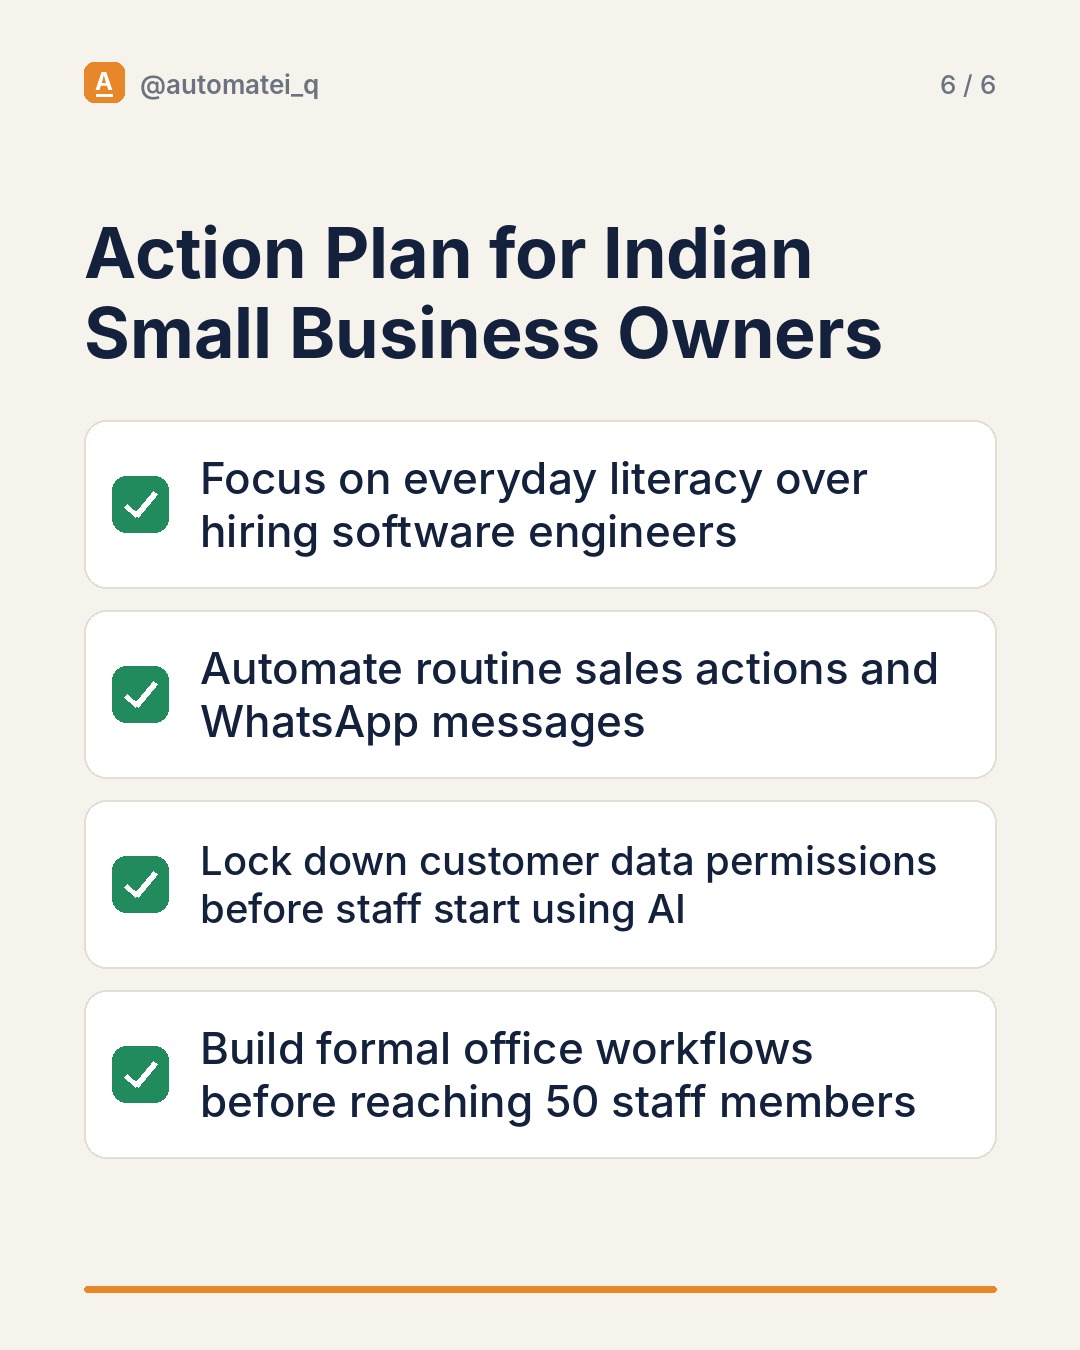 A
@automatei_q
6 / 6
Action Plan for Indian
Small Business Owners
Focus on everyday literacy over
hiring software engineers
Automate routine sales actions and
WhatsApp messages
Lock down customer data permissions
before staff start using AI
Build formal office workflows
before reaching 50 staff members